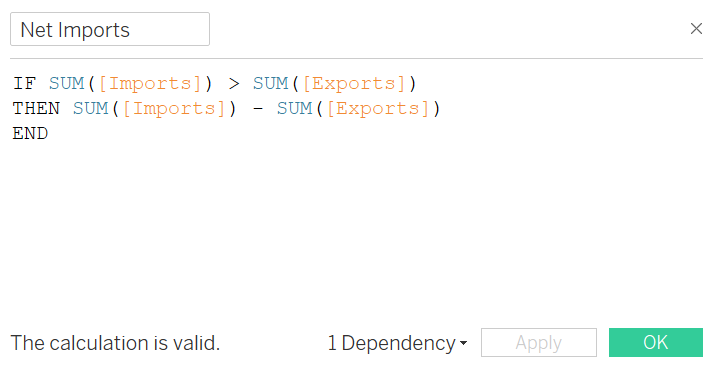 Net Imports
IF SUM([Imports]) > SUM([Exports])
THEN SUM([Imports]) - SUM([Exports])
END
The calculation is valid.
1 Dependency
Apply
OK